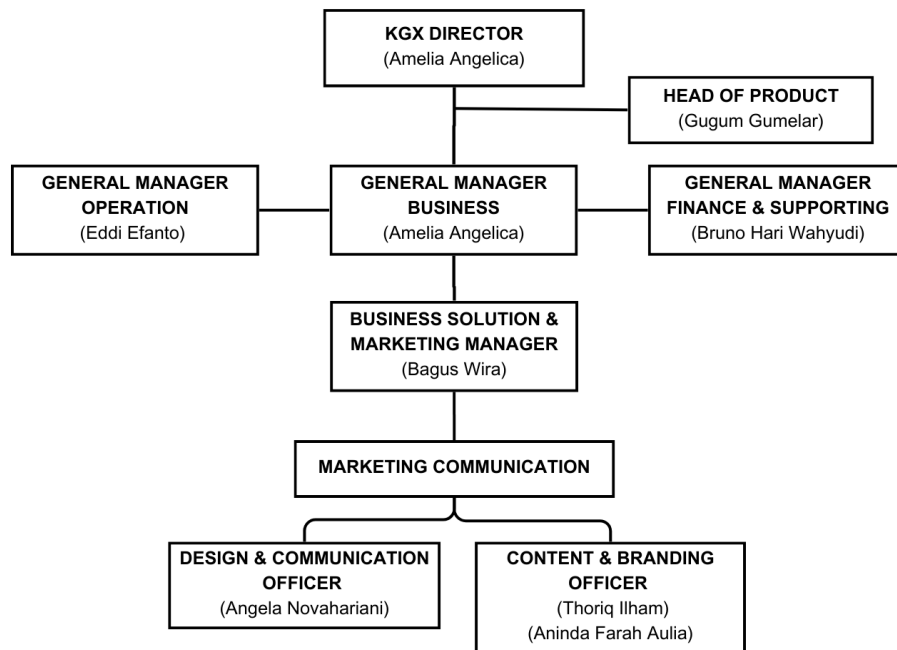 KGX DIRECTOR
(Amelia Angelica)
HEAD OF PRODUCT
(Gugum Gumelar)
GENERAL MANAGER
OPERATION
(Eddi Efanto)
GENERAL MANAGER
BUSINESS
(Amelia Angelica)
GENERAL MANAGER
FINANCE & SUPPORTING
(Bruno Hari Wahyudi)
BUSINESS SOLUTION &
MARKETING MANAGER
(Bagus Wira)
MARKETING COMMUNICATION
DESIGN & COMMUNICATION
OFFICER
(Angela Novahariani)
CONTENT & BRANDING
OFFICER
(Thoriq Ilham)
(Aninda Farah Aulia)